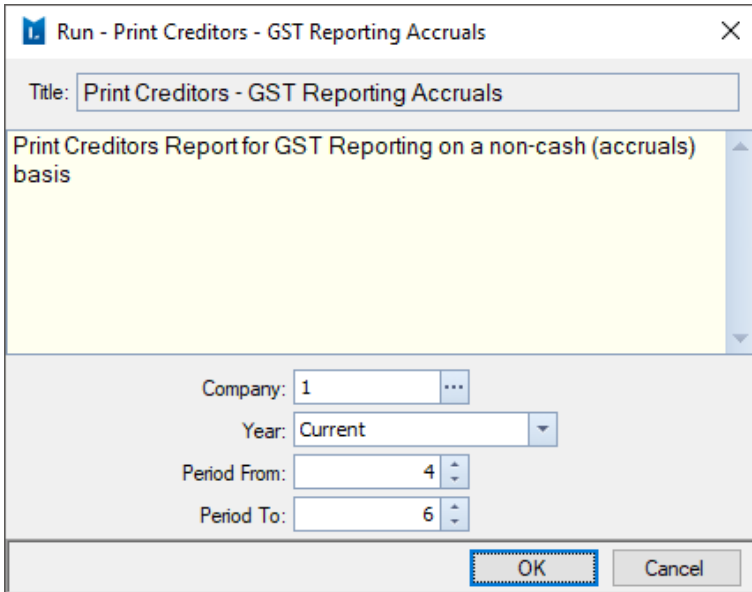 Run - Print Creditors - GST Reporting Accruals
Title: Print Creditors - GST Reporting Accruals
Print Creditors Report for GST Reporting on a non-cash (accruals)
basis
Company: 1 ...
Year: Current
Period From: 4
Period To: 6
OK Cancel